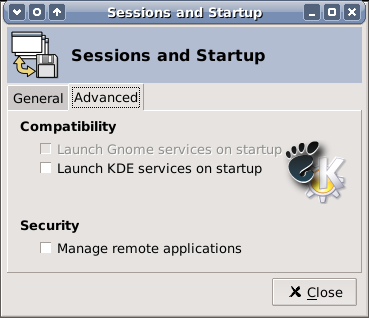 Sessions and Startup
Sessions and Startup
General
Advanced
Compatibility
Launch Gnome services on startup
Launch KDE services on startup
K
Security
Manage remote applications
Close